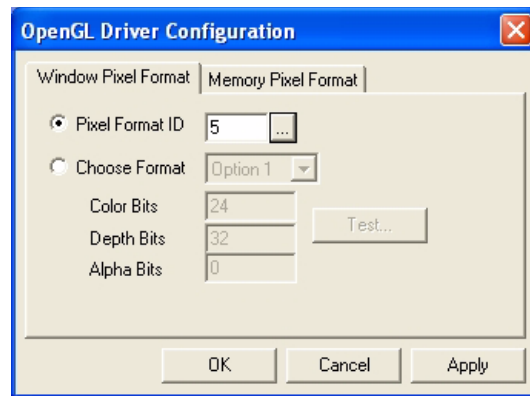 OpenGL Driver Configuration
Window Pixel Format Memory Pixel Format
Pixel Format ID 5 ...
Choose Format Option 1
Color Bits 24
Depth Bits 32
Test...
Alpha Bits 0
OK Cancel Apply